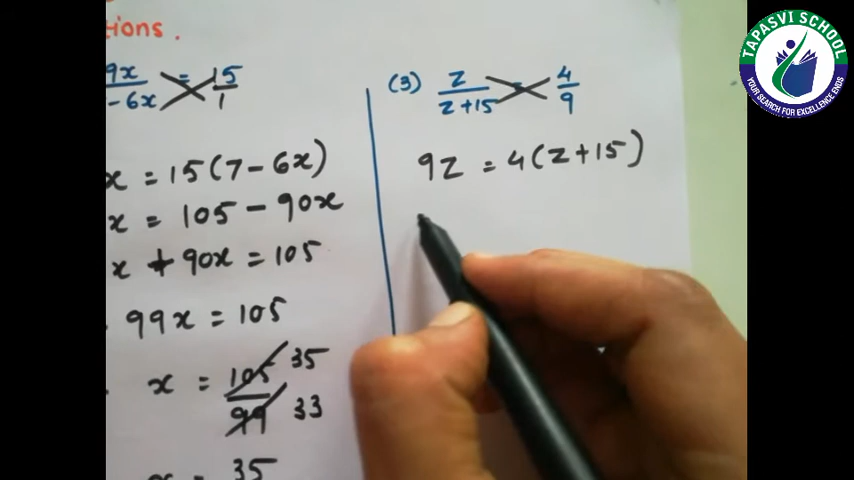 tions.
9x/-6x = 15/1
x = 15(7-6x)
x = 105 - 90x
x + 90x = 105
99x = 105
x = 105/99 35/33
x = 35
(3) z/z+15 = 4/9
9z = 4(z+15)
TAPASVI SCHOOL
YOUR SEARCH FOR EXCELLENCE ENDS